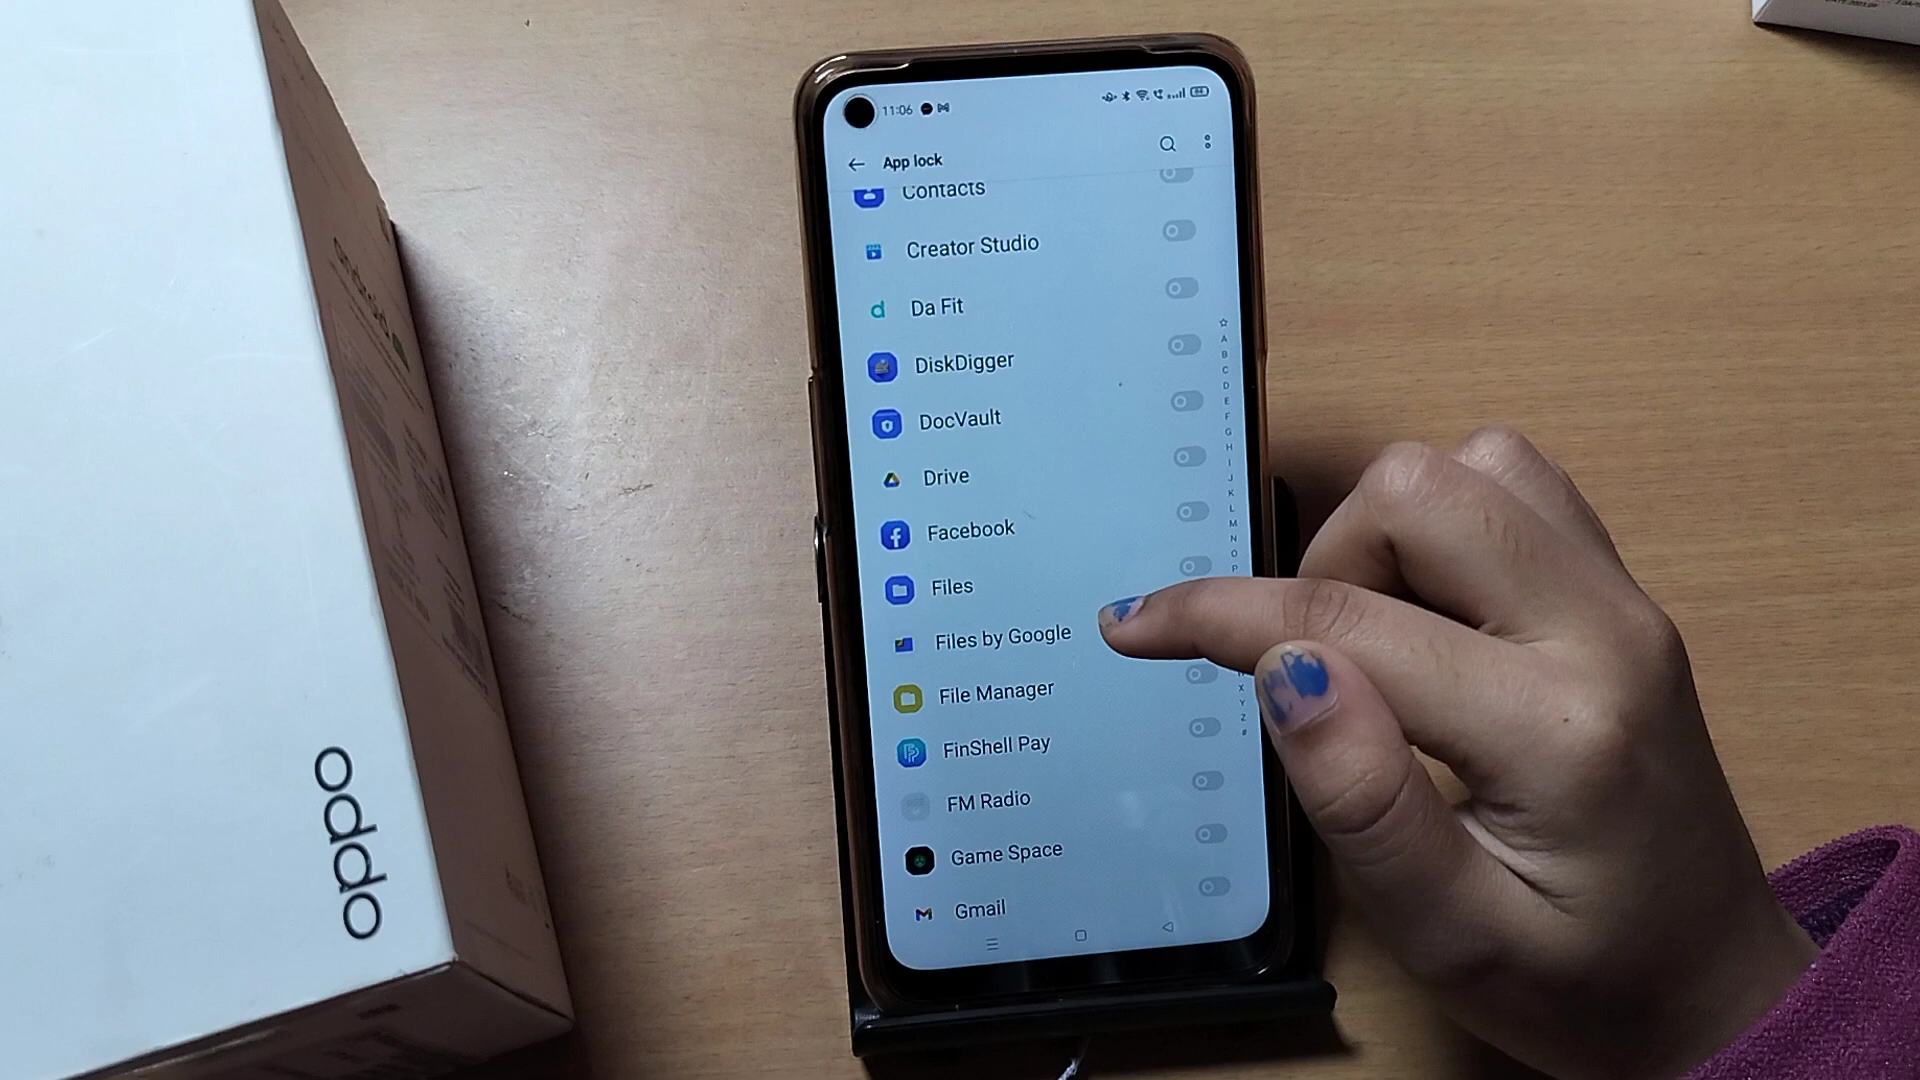 11:06
App lock
Contacts
Creator Studio
Da Fit
DiskDigger
DocVault
Drive
Facebook
Files
Files by Google
File Manager
FinShell Pay
FM Radio
Game Space
Gmail
A
B
C
D
E
F
G
H
I
J
K
L
M
N
O
P
X
Y
Z
#
oppo
Android